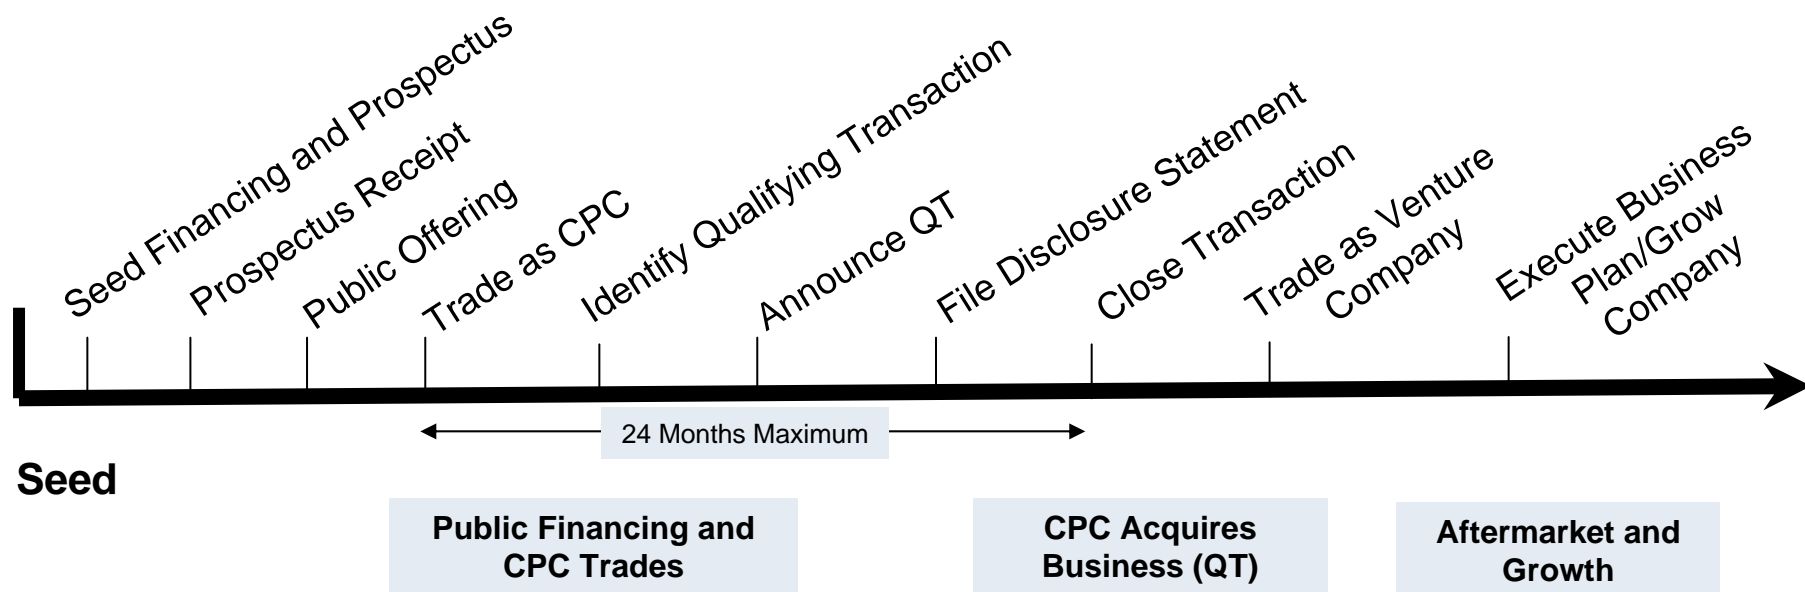 Seed Financing and Prospectus
Prospectus Receipt
Public Offering
Trade as CPC
Identify Qualifying Transaction
Announce QT
File Disclosure Statement
Close Transaction
Trade as Venture
Company
Execute Business
Plan/Grow
Company
24 Months Maximum
Seed
Public Financing and
CPC Trades
CPC Acquires
Business (QT)
Aftermarket and
Growth